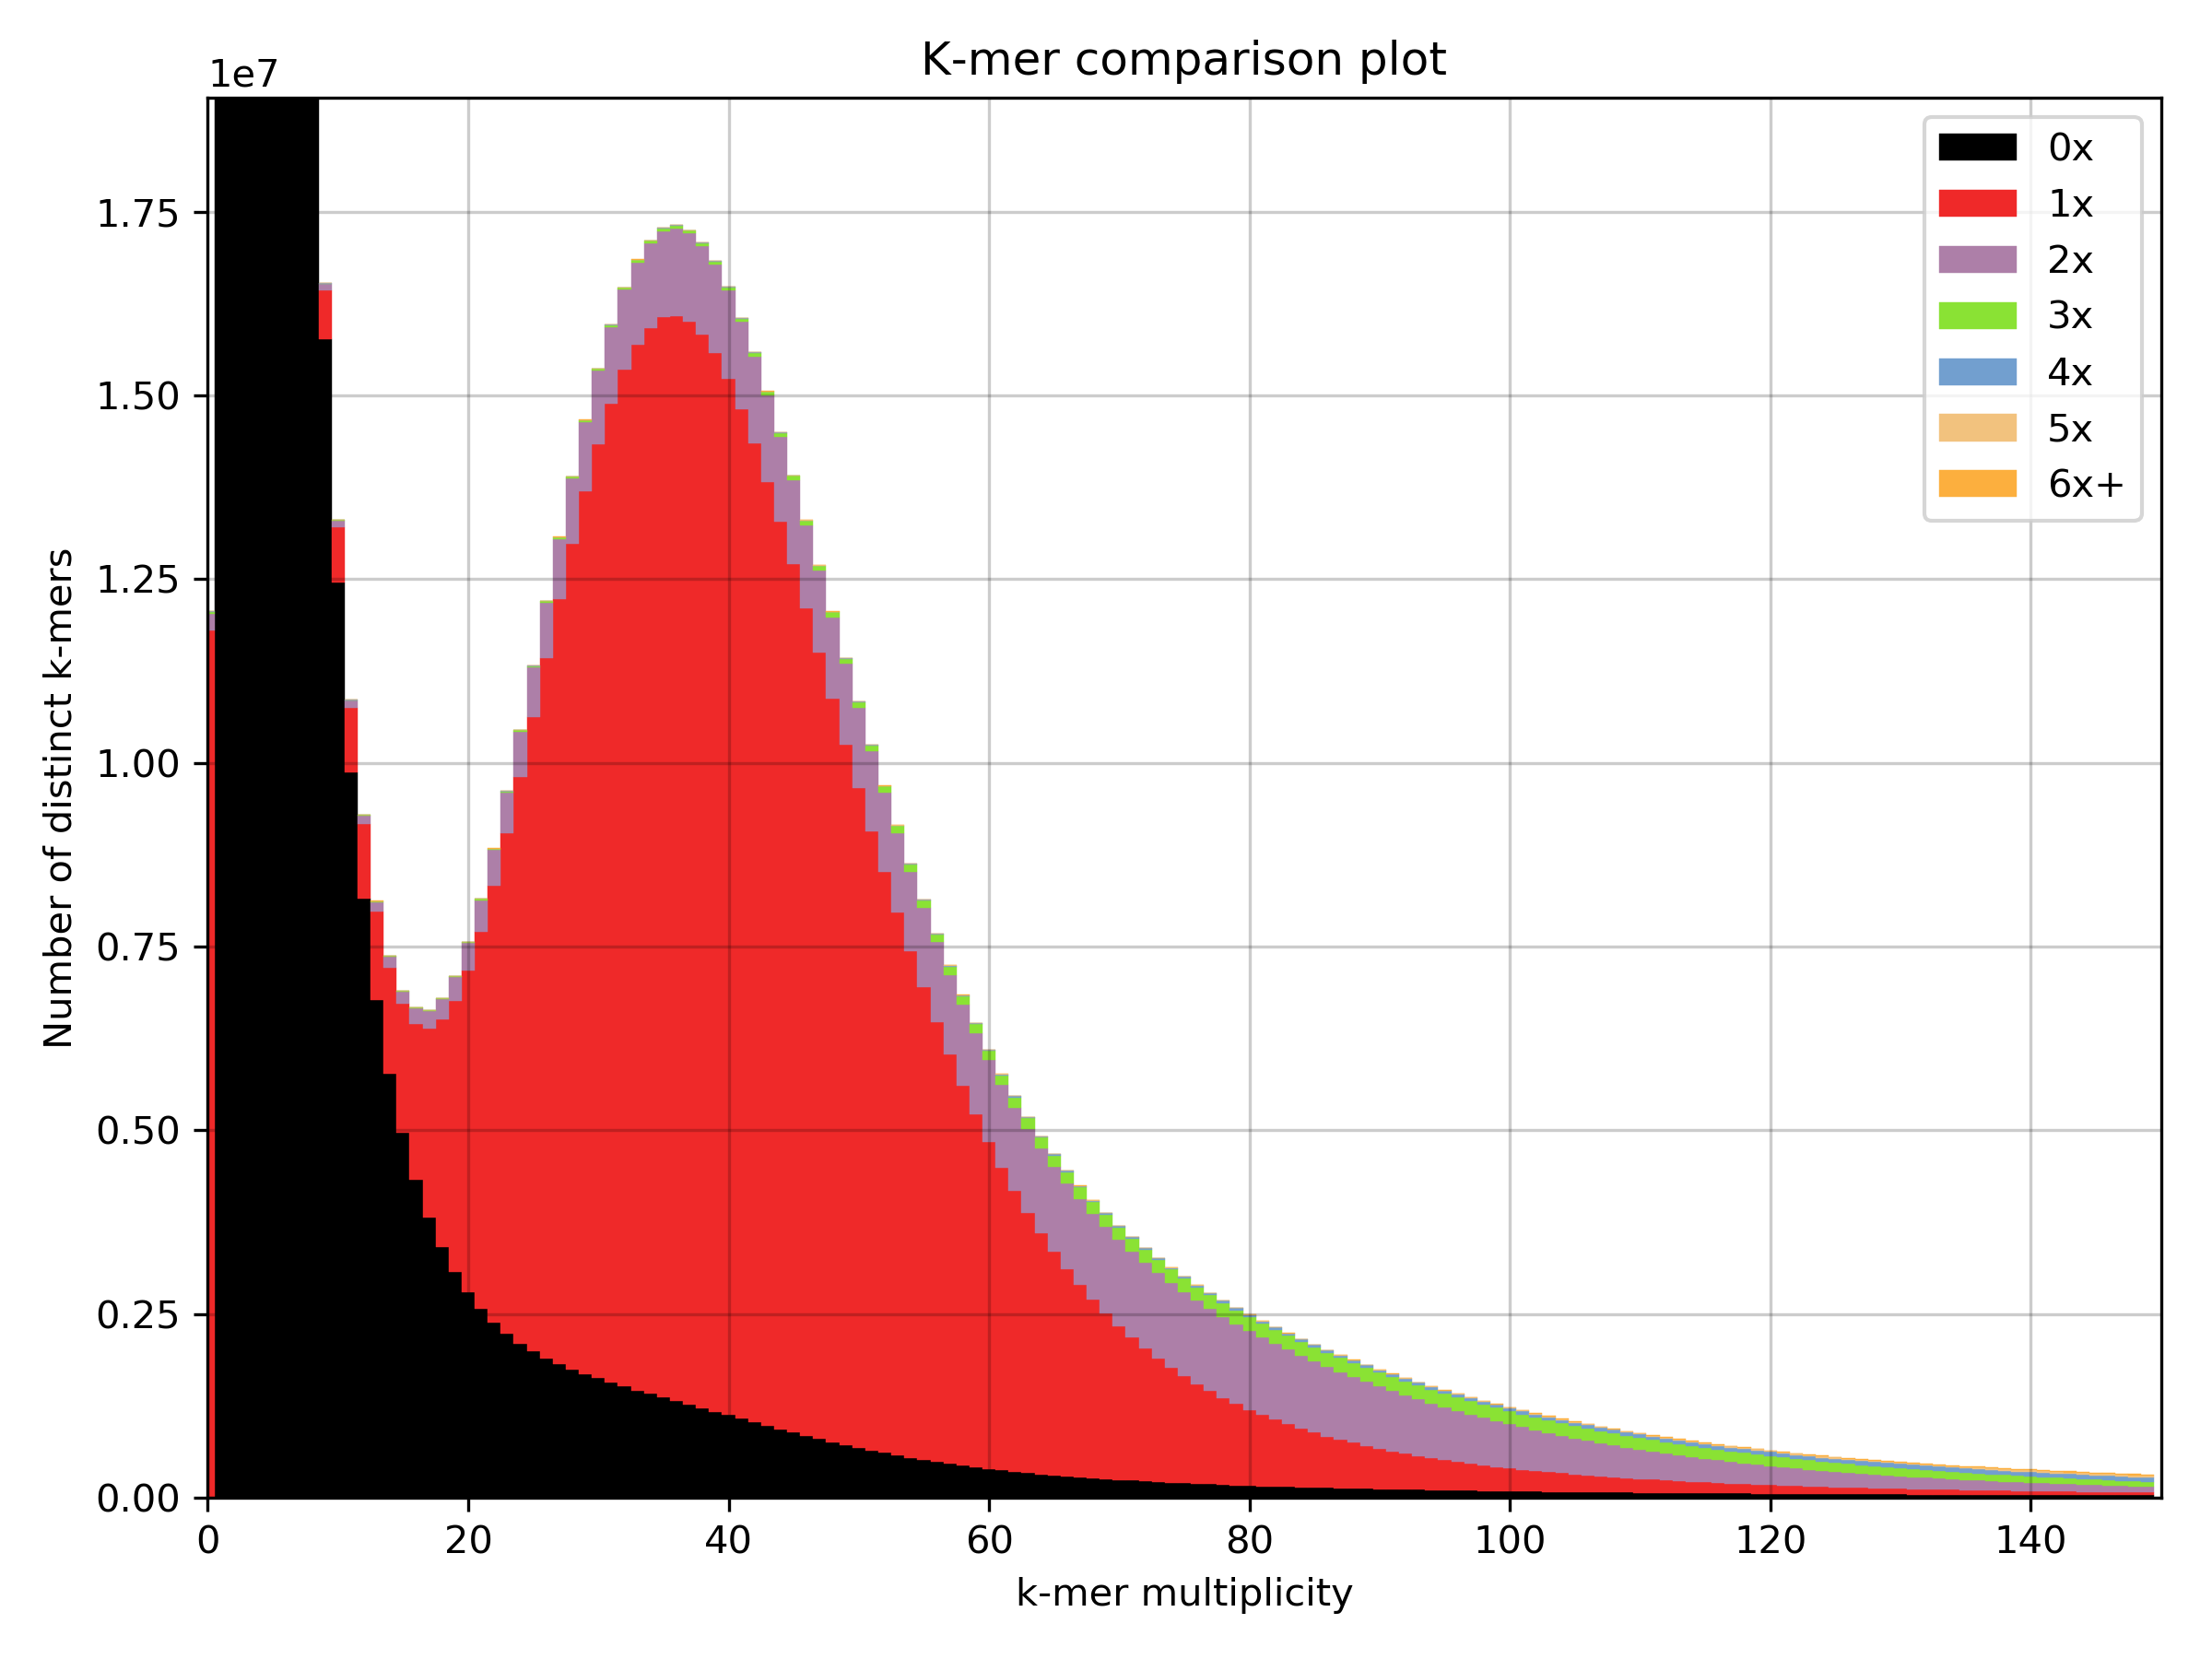 K-mer comparison plot
1e7
1.75
1.50
1.25
1.00
0.75
0.50
0.25
0.00
Number of distinct k-mers
0x
1x
2x
3x
4x
5x
6x+
0 20 40 60 80 100 120 140
k-mer multiplicity